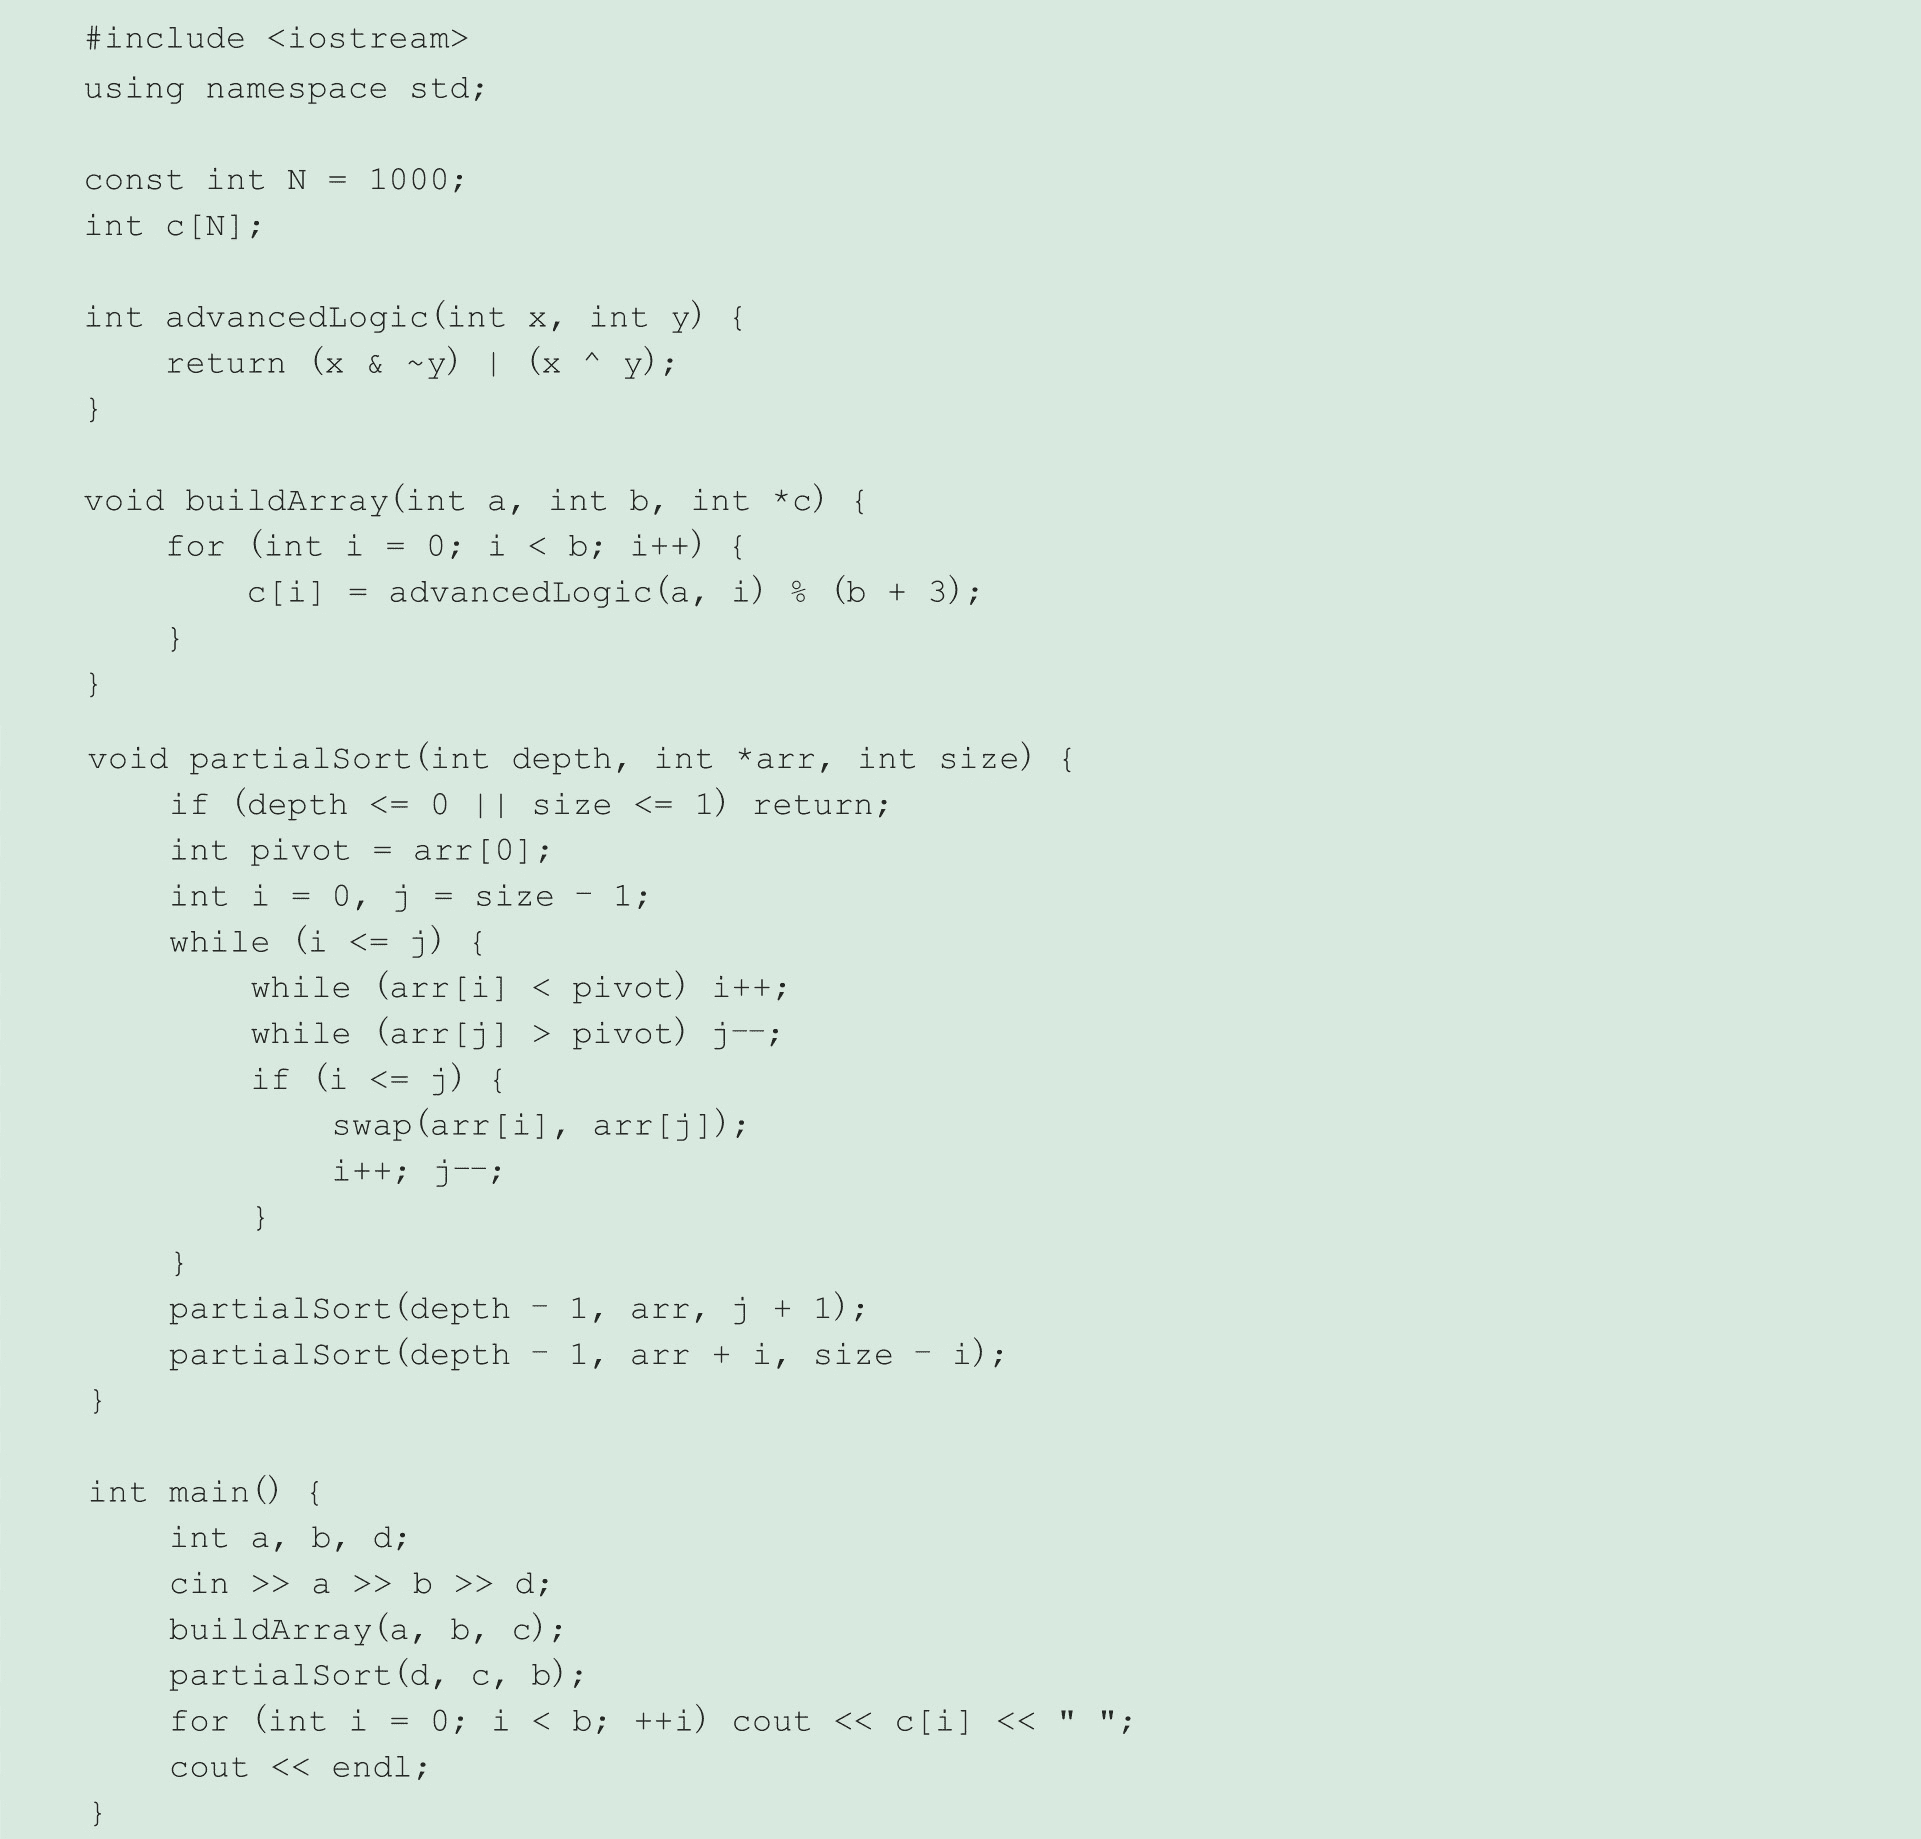 #include <iostream>
using namespace std;

const int N = 1000;
int c[N];

int advancedLogic(int x, int y) {
    return (x & ~y) | (x ^ y);
}

void buildArray(int a, int b, int *c) {
    for (int i = 0; i < b; i++) {
        c[i] = advancedLogic(a, i) % (b + 3);
    }
}

void partialSort(int depth, int *arr, int size) {
    if (depth <= 0 || size <= 1) return;
    int pivot = arr[0];
    int i = 0, j = size - 1;
    while (i <= j) {
        while (arr[i] < pivot) i++;
        while (arr[j] > pivot) j--;
        if (i <= j) {
            swap(arr[i], arr[j]);
            i++; j--;
        }
    }
    partialSort(depth - 1, arr, j + 1);
    partialSort(depth - 1, arr + i, size - i);
}

int main() {
    int a, b, d;
    cin >> a >> b >> d;
    buildArray(a, b, c);
    partialSort(d, c, b);
    for (int i = 0; i < b; ++i) cout << c[i] << " ";
    cout << endl;
}